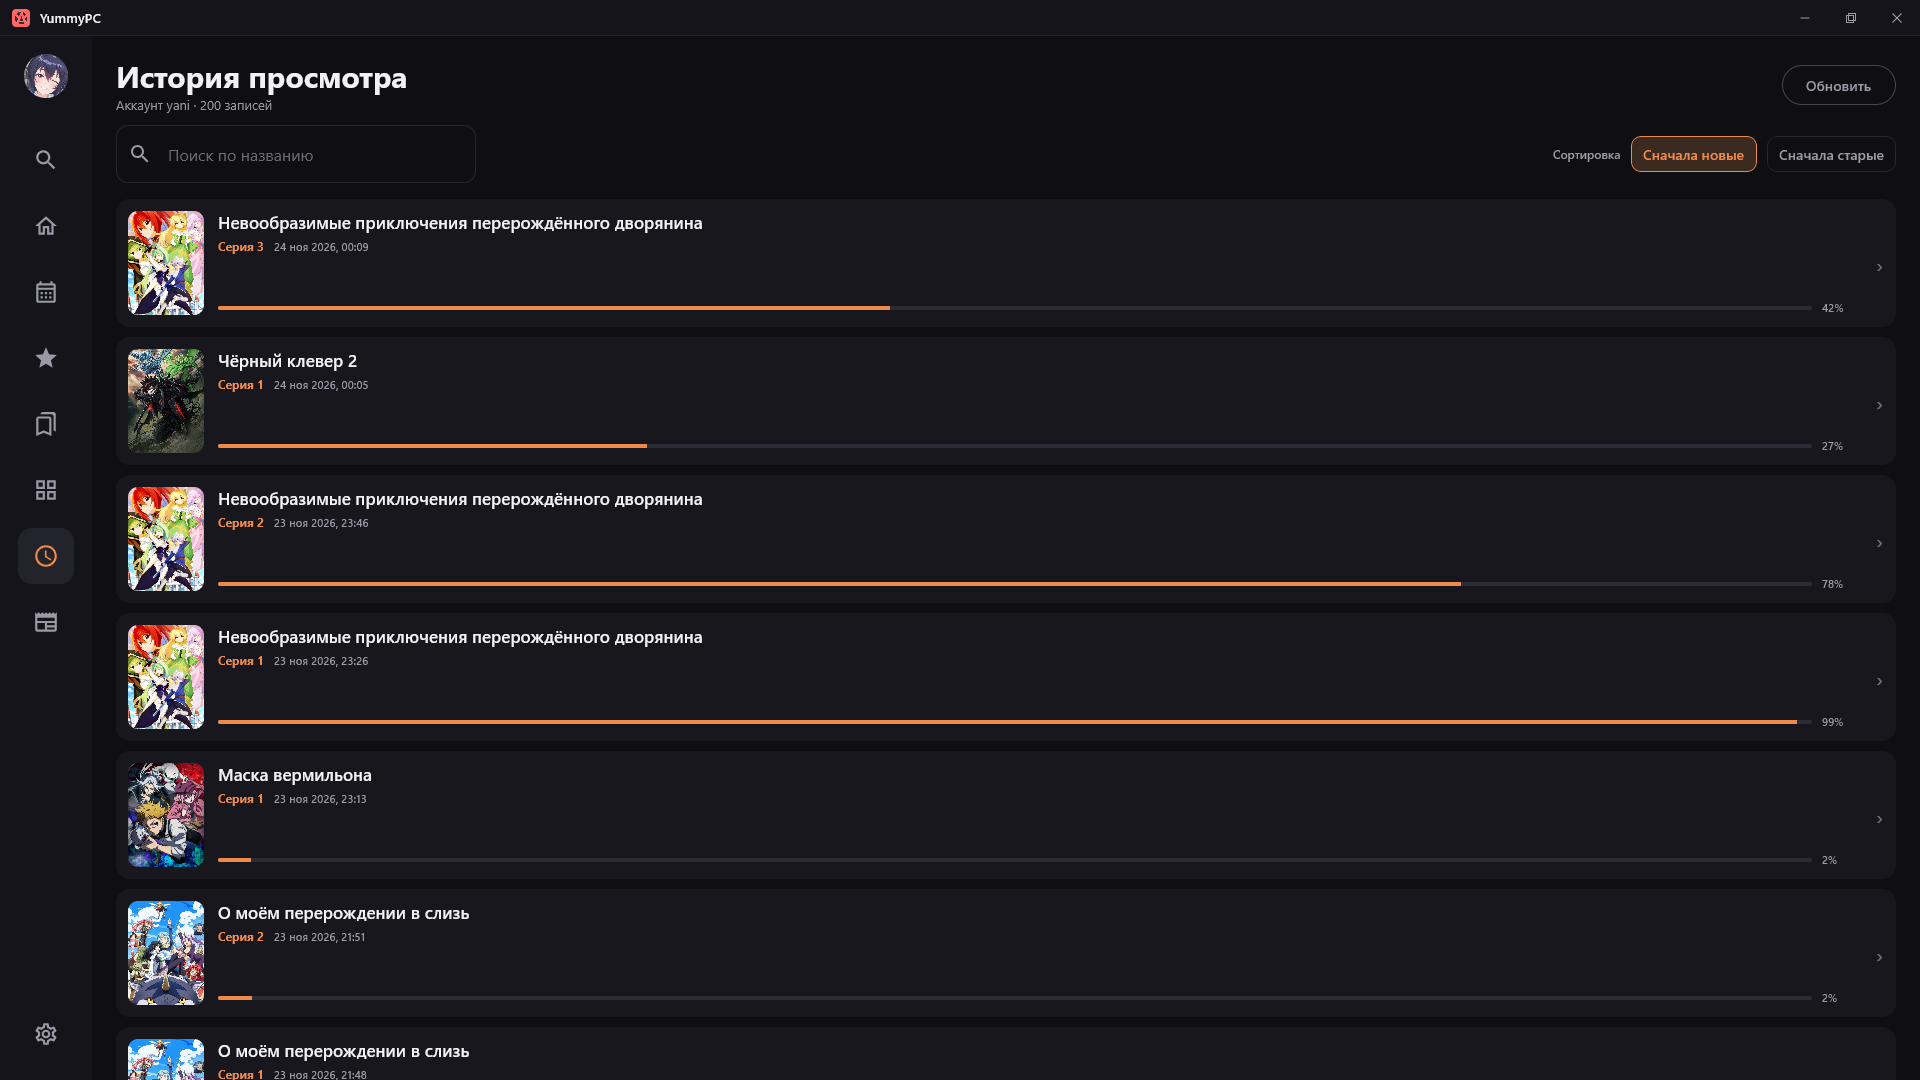 YummyPC
История просмотра
Аккаунт yani · 200 записей
Обновить
Поиск по названию
Сортировка
Сначала новые
Сначала старые
Невообразимые приключения перерождённого дворянина
Серия 3 24 ноя 2026, 00:09
42%
Чёрный клевер 2
Серия 1 24 ноя 2026, 00:05
27%
Невообразимые приключения перерождённого дворянина
Серия 2 23 ноя 2026, 23:46
78%
Невообразимые приключения перерождённого дворянина
Серия 1 23 ноя 2026, 23:26
99%
Маска вермильона
Серия 1 23 ноя 2026, 23:13
2%
О моём перерождении в слизь
Серия 2 23 ноя 2026, 21:51
2%
О моём перерождении в слизь
Серия 1 23 ноя 2026, 21:48